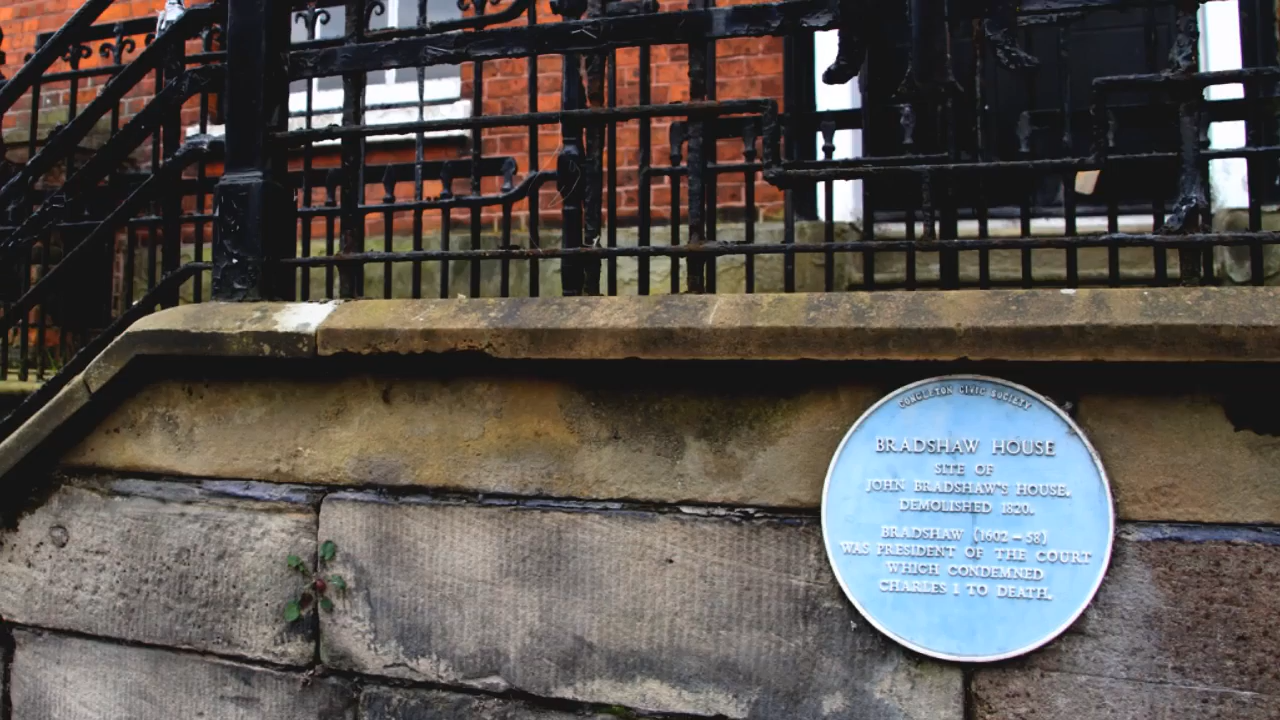 CONGLETON CIVIC SOCIETY
BRADSHAW HOUSE
SITE OF
JOHN BRADSHAW'S HOUSE,
DEMOLISHED 1820.
BRADSHAW (1602-58)
WAS PRESIDENT OF THE COURT
WHICH CONDEMNED
CHARLES I TO DEATH.